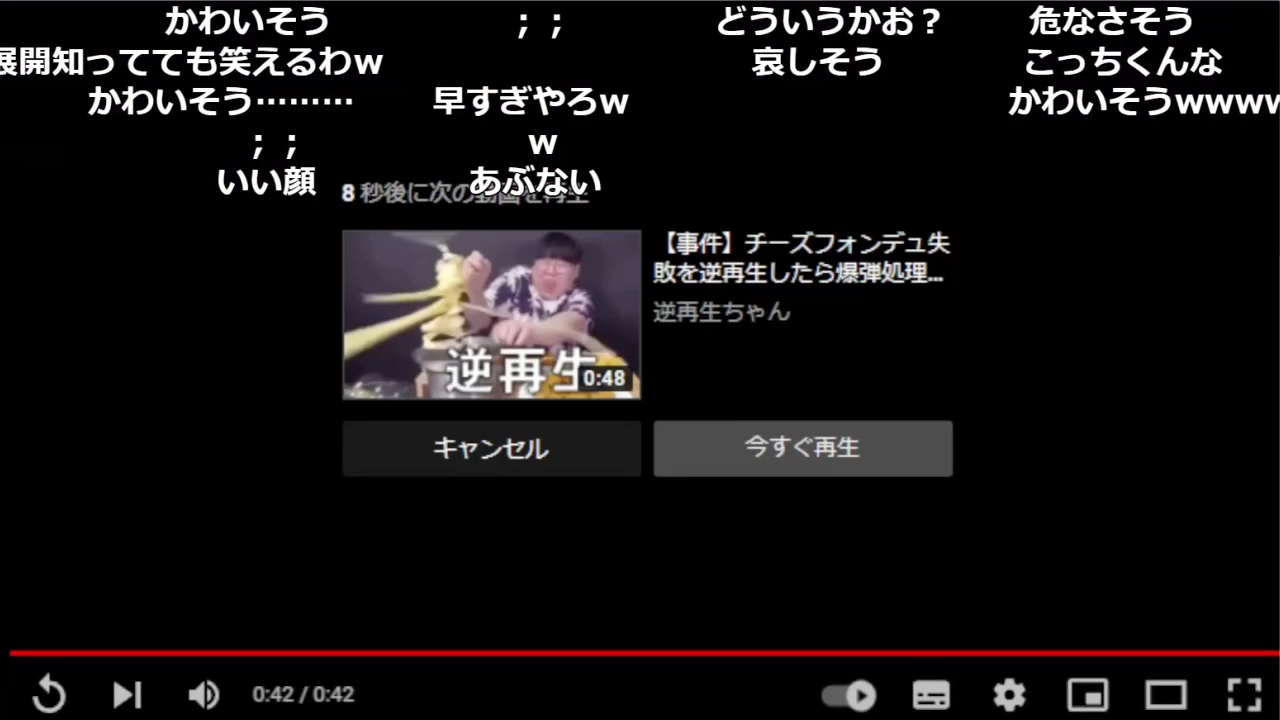 かわいそう
；；
どういうかお？
危なさそう
展開知ってても笑えるわw
哀しそう
こっちくんな
かわいそう………
早すぎやろw
かわいそうwwww
；；
w
いい顔
あぶない
8 秒後に次の動画を再生
【事件】チーズフォンデュ失
敗を逆再生したら爆弾処理...
逆再生ちゃん
逆再生
0:48
キャンセル
今すぐ再生
0:42 / 0:42